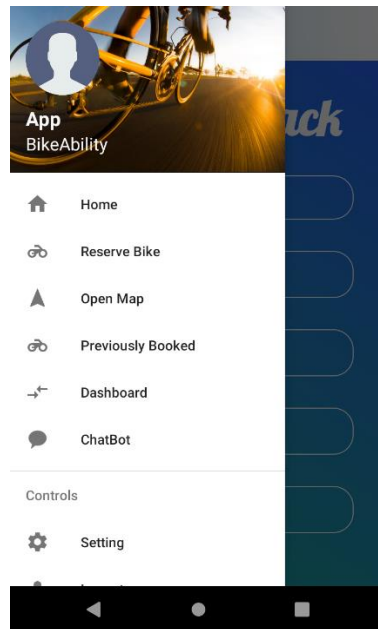 App
BikeAbility
Home
Reserve Bike
Open Map
Previously Booked
Dashboard
ChatBot
Controls
Setting